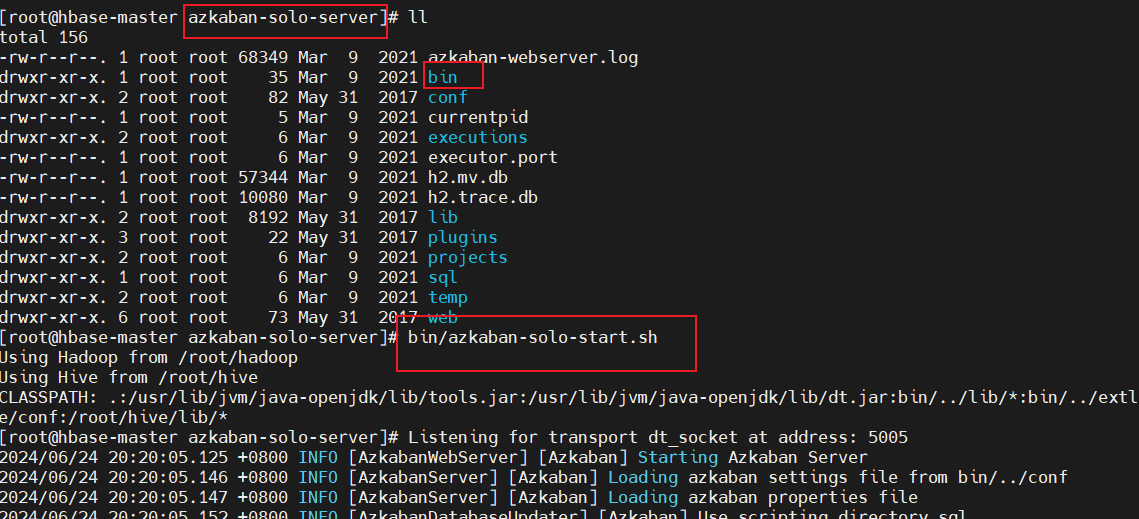 [root@hbase-master azkaban-solo-server]# ll
total 156
-rw-r--r--. 1 root root 68349 Mar  9  2021 azkaban-webserver.log
drwxr-xr-x. 1 root root    35 Mar  9  2021 bin
drwxr-xr-x. 2 root root    82 May 31  2017 conf
-rw-r--r--. 1 root root     5 Mar  9  2021 currentpid
drwxr-xr-x. 2 root root     6 Mar  9  2021 executions
-rw-r--r--. 1 root root     6 Mar  9  2021 executor.port
-rw-r--r--. 1 root root 57344 Mar  9  2021 h2.mv.db
-rw-r--r--. 1 root root 10080 Mar  9  2021 h2.trace.db
drwxr-xr-x. 2 root root  8192 May 31  2017 lib
drwxr-xr-x. 3 root root    22 May 31  2017 plugins
drwxr-xr-x. 2 root root     6 Mar  9  2021 projects
drwxr-xr-x. 1 root root     6 Mar  9  2021 sql
drwxr-xr-x. 2 root root     6 Mar  9  2021 temp
drwxr-xr-x. 6 root root    73 May 31  2017 web
[root@hbase-master azkaban-solo-server]# bin/azkaban-solo-start.sh
Using Hadoop from /root/hadoop
Using Hive from /root/hive
CLASSPATH: .:/usr/lib/jvm/java-openjdk/lib/tools.jar:/usr/lib/jvm/java-openjdk/lib/dt.jar:bin/../lib/*:bin/../extl
e/conf:/root/hive/lib/*
[root@hbase-master azkaban-solo-server]# Listening for transport dt_socket at address: 5005
2024/06/24 20:20:05.125 +0800 INFO [AzkabanWebServer] [Azkaban] Starting Azkaban Server
2024/06/24 20:20:05.146 +0800 INFO [AzkabanServer] [Azkaban] Loading azkaban settings file from bin/../conf
2024/06/24 20:20:05.147 +0800 INFO [AzkabanServer] [Azkaban] Loading azkaban properties file
2024/06/24 20:20:05.152 +0800 INFO [AzkabanDatabaseUpdater] [Azkaban] Use scripting directory sql